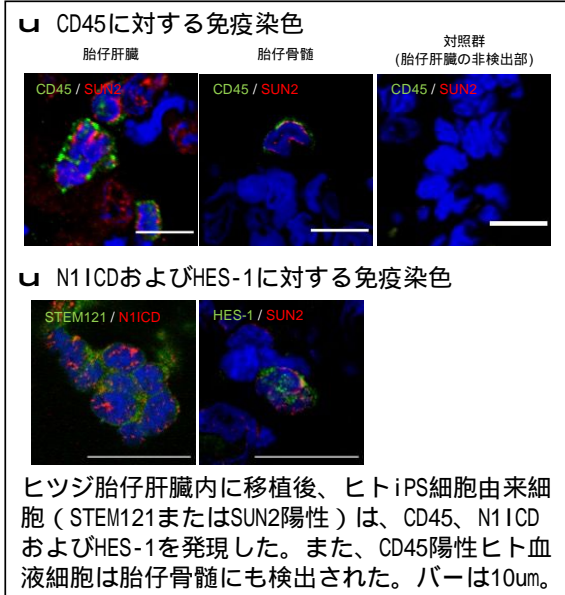 u CD45に対する免疫染色
胎仔肝臓
胎仔骨髄
対照群
(胎仔肝臓の非検出部)
CD45 / SUN2
CD45 / SUN2
CD45 / SUN2
u N1ICDおよびHES-1に対する免疫染色
STEM121 / N1ICD
HES-1 / SUN2
ヒツジ胎仔肝臓内に移植後、ヒトiPS細胞由来細
胞（STEM121またはSUN2陽性）は、CD45、N1ICD
およびHES-1を発現した。また、CD45陽性ヒト血
液細胞は胎仔骨髄にも検出された。バーは10um。